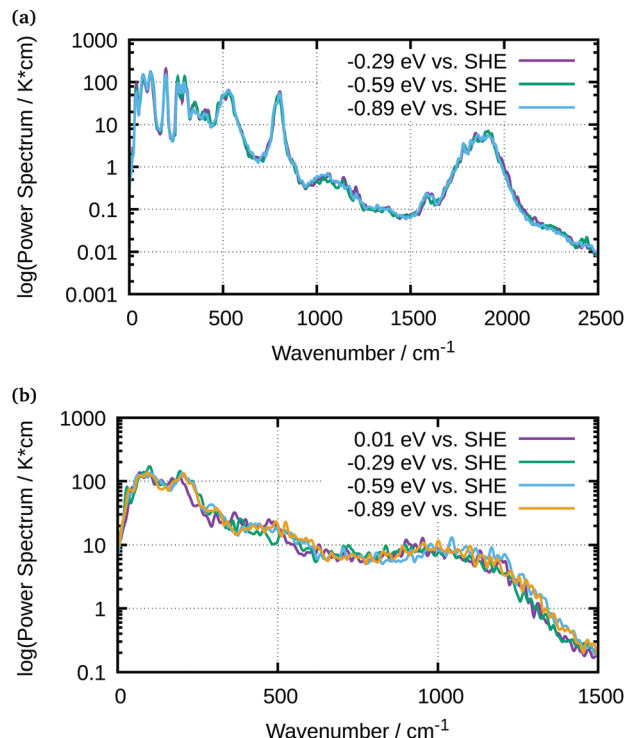 (a)
1000
100
10
1
0.1
0.01
0.001
log(Power Spectrum / K*cm)
-0.29 eV vs. SHE
-0.59 eV vs. SHE
-0.89 eV vs. SHE
0 500 1000 1500 2000 2500
Wavenumber / cm-1
(b)
1000
100
10
1
0.1
log(Power Spectrum / K*cm
0.01 eV vs. SHE
-0.29 eV vs. SHE
-0.59 eV vs. SHE
-0.89 eV vs. SHE
0 500 1000 1500
Wavenumber / cm-1